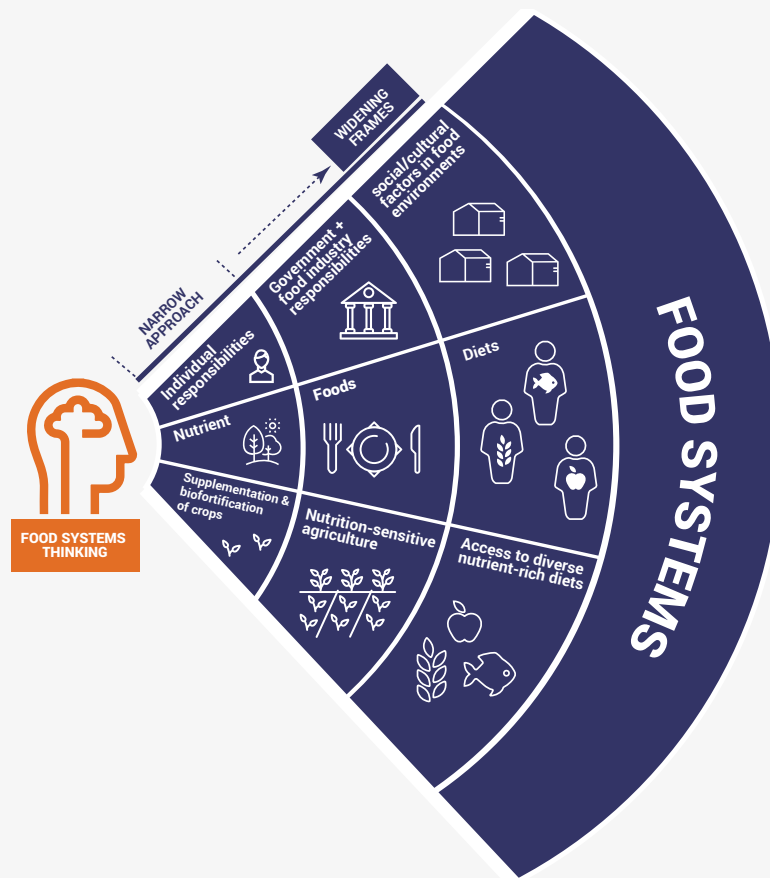 WIDENING
FRAMES
NARROW
APPROACH
social/cultural
factors in food
environments
Government +
food industry
responsibilities
Individual
responsibilities
Diets
Foods
Nutrient
Supplementation &
biofortification
of crops
Nutrition-sensitive
agriculture
Access to diverse
nutrient-rich diets
FOOD SYSTEMS
FOOD SYSTEMS
THINKING